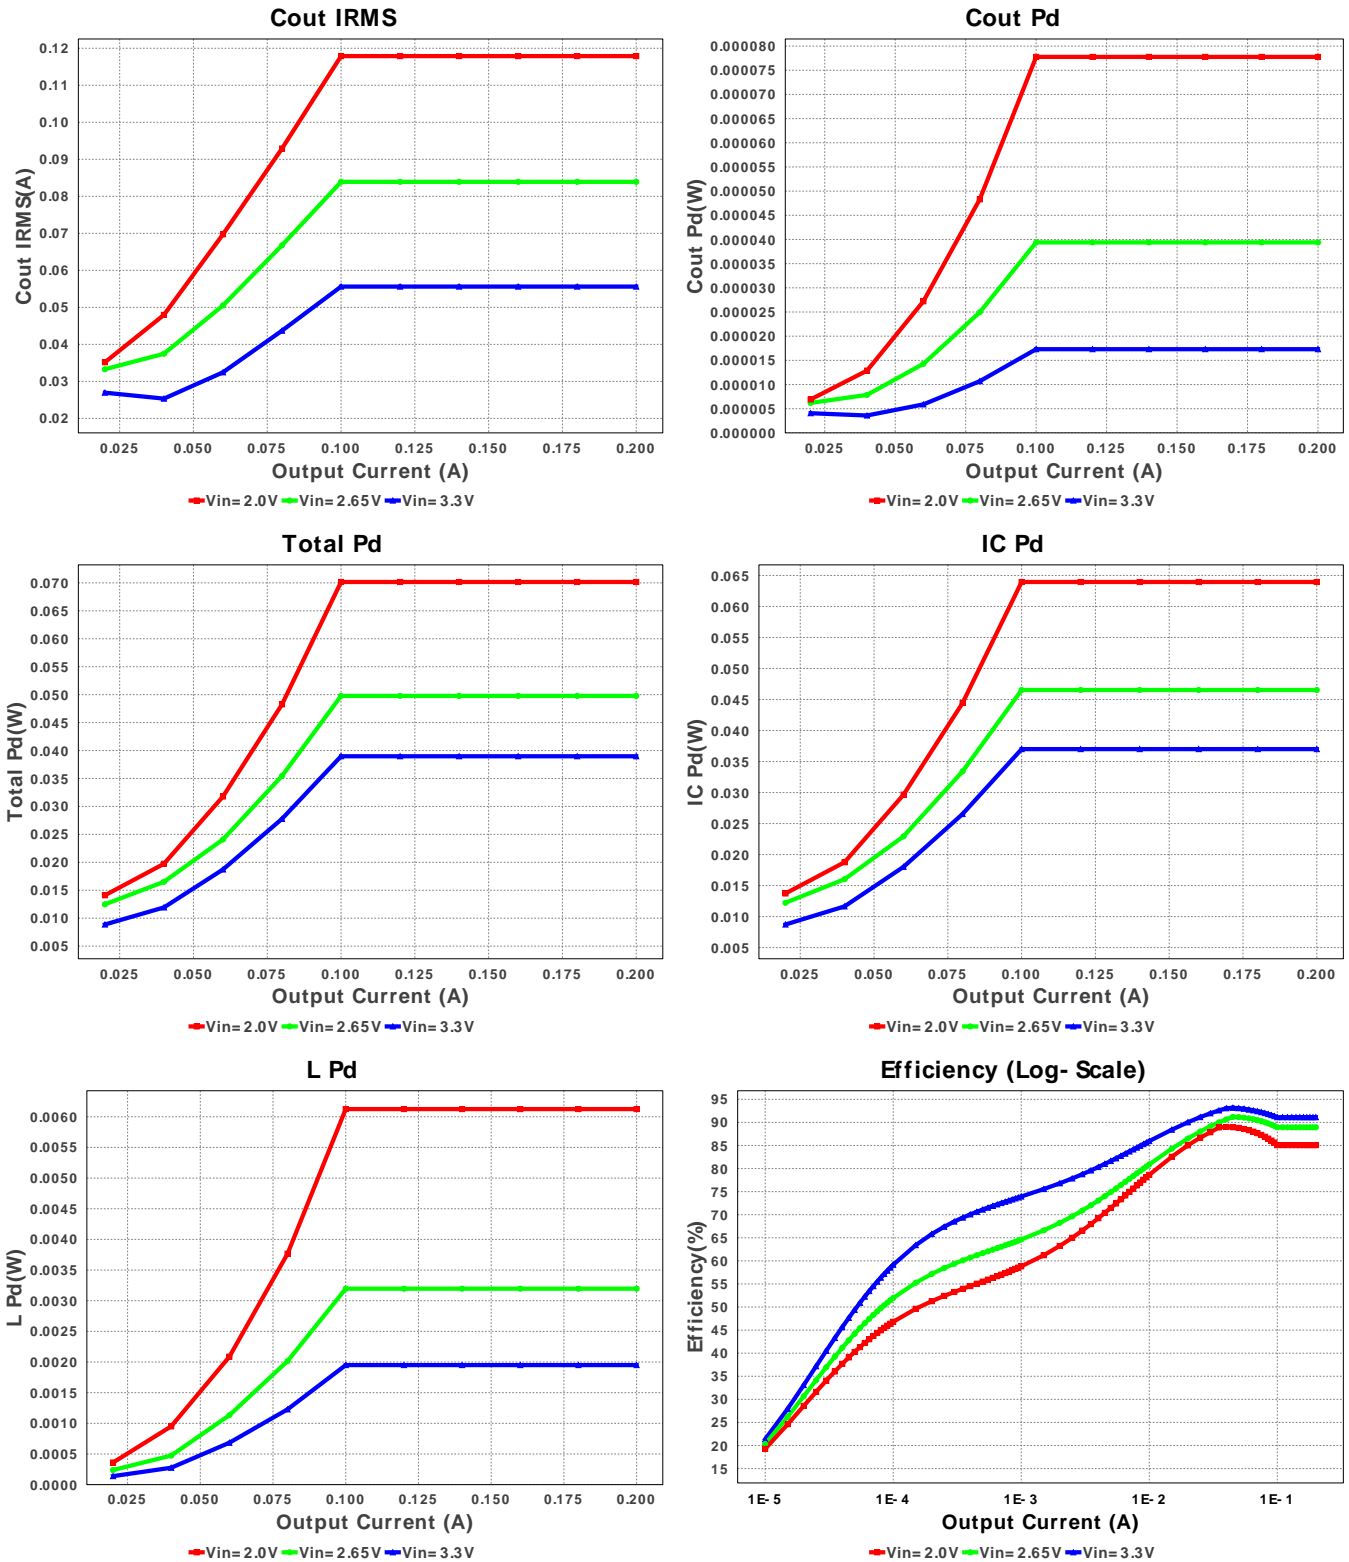 Cout IRMS
0.12
0.11
0.10
0.09
0.08
0.07
0.06
0.05
0.04
0.03
0.02
Cout IRMS(A)
0.025 0.050 0.075 0.100 0.125 0.150 0.175 0.200
Output Current (A)
Vin=2.0V Vin=2.65V Vin=3.3V
Cout Pd
0.000080
0.000075
0.000070
0.000065
0.000060
0.000055
0.000050
0.000045
0.000040
0.000035
0.000030
0.000025
0.000020
0.000015
0.000010
0.000005
0.000000
Cout Pd(W)
0.025 0.050 0.075 0.100 0.125 0.150 0.175 0.200
Output Current (A)
Vin=2.0V Vin=2.65V Vin=3.3V
Total Pd
0.070
0.065
0.060
0.055
0.050
0.045
0.040
0.035
0.030
0.025
0.020
0.015
0.010
0.005
Total Pd(W)
0.025 0.050 0.075 0.100 0.125 0.150 0.175 0.200
Output Current (A)
Vin=2.0V Vin=2.65V Vin=3.3V
IC Pd
0.065
0.060
0.055
0.050
0.045
0.040
0.035
0.030
0.025
0.020
0.015
0.010
0.005
IC Pd(W)
0.025 0.050 0.075 0.100 0.125 0.150 0.175 0.200
Output Current (A)
Vin=2.0V Vin=2.65V Vin=3.3V
L Pd
0.0060
0.0055
0.0050
0.0045
0.0040
0.0035
0.0030
0.0025
0.0020
0.0015
0.0010
0.0005
0.0000
L Pd(W)
0.025 0.050 0.075 0.100 0.125 0.150 0.175 0.200
Output Current (A)
Vin=2.0V Vin=2.65V Vin=3.3V
Efficiency (Log-Scale)
95
90
85
80
75
70
65
60
55
50
45
40
35
30
25
20
15
Efficiency(%)
1E-5 1E-4 1E-3 1E-2 1E-1
Output Current (A)
Vin=2.0V Vin=2.65V Vin=3.3V